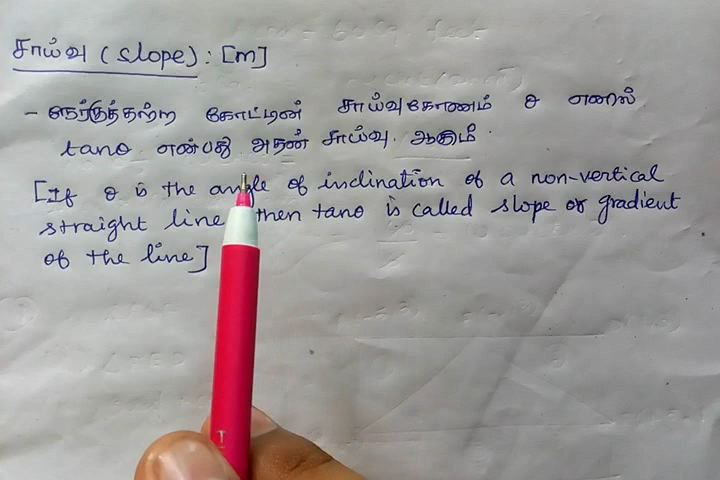 சாய்வு (slope) : [m]
- நேர்குத்தற்ற கோட்டின் சாய்வுகோணம் θ எனில்
tanθ என்பது அதன் சாய்வு ஆகும்.
[If θ is the angle of inclination of a non-vertical
straight line, then tanθ is called slope or gradient
of the line]